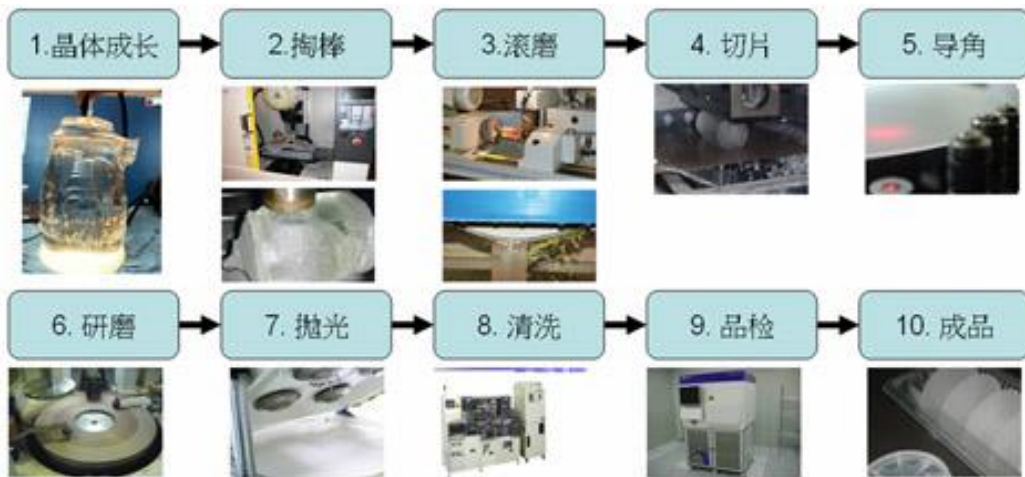 1.晶体成长
2.掏棒
3.滚磨
4. 切片
5. 导角
6. 研磨
7. 抛光
8. 清洗
9. 品检
10. 成品